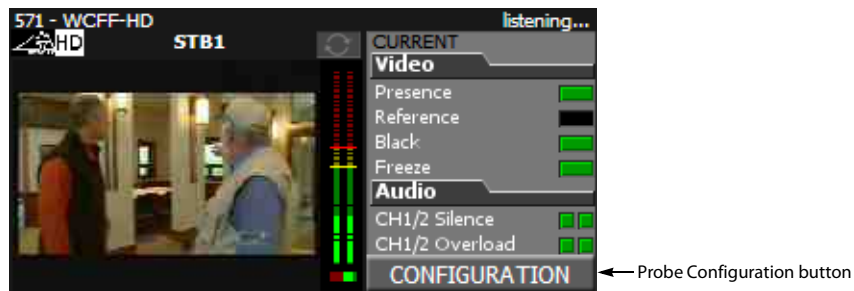 571 - WCFF-HD listening...
HD STB1 CURRENT
Video
Presence
Reference
Black
Freeze
Audio
CH1/2 Silence
CH1/2 Overload
CONFIGURATION Probe Configuration button